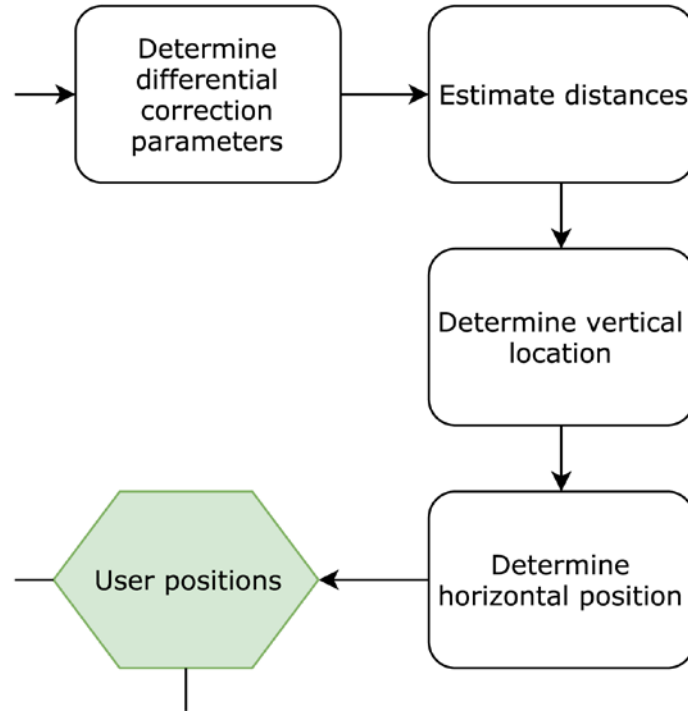 Determine
differential
correction
parameters
Estimate distances
Determine vertical
location
Determine
horizontal position
User positions